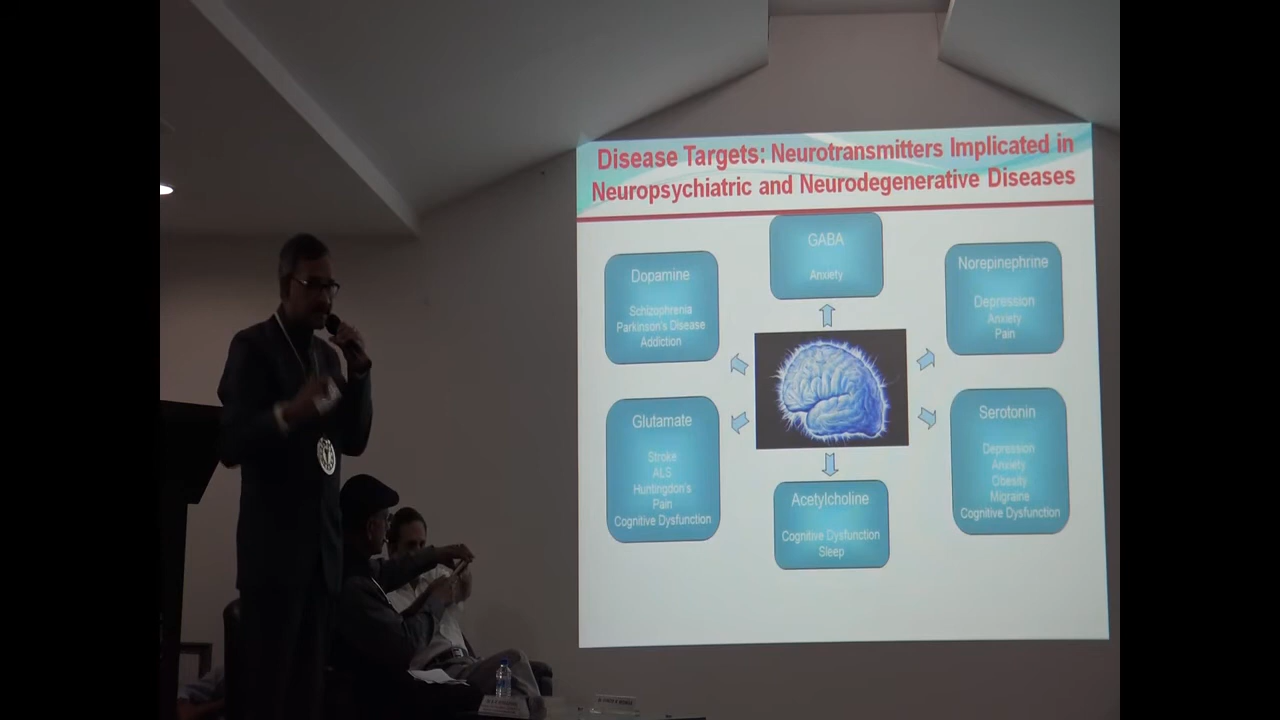 Disease Targets: Neurotransmitters Implicated in
Neuropsychiatric and Neurodegenerative Diseases
GABA
Anxiety
Dopamine
Schizophrenia
Parkinson's Disease
Addiction
Norepinephrine
Depression
Anxiety
Pain
Glutamate
Stroke
ALS
Huntingdon's
Pain
Cognitive Dysfunction
Serotonin
Depression
Anxiety
Obesity
Migraine
Cognitive Dysfunction
Acetylcholine
Cognitive Dysfunction
Sleep